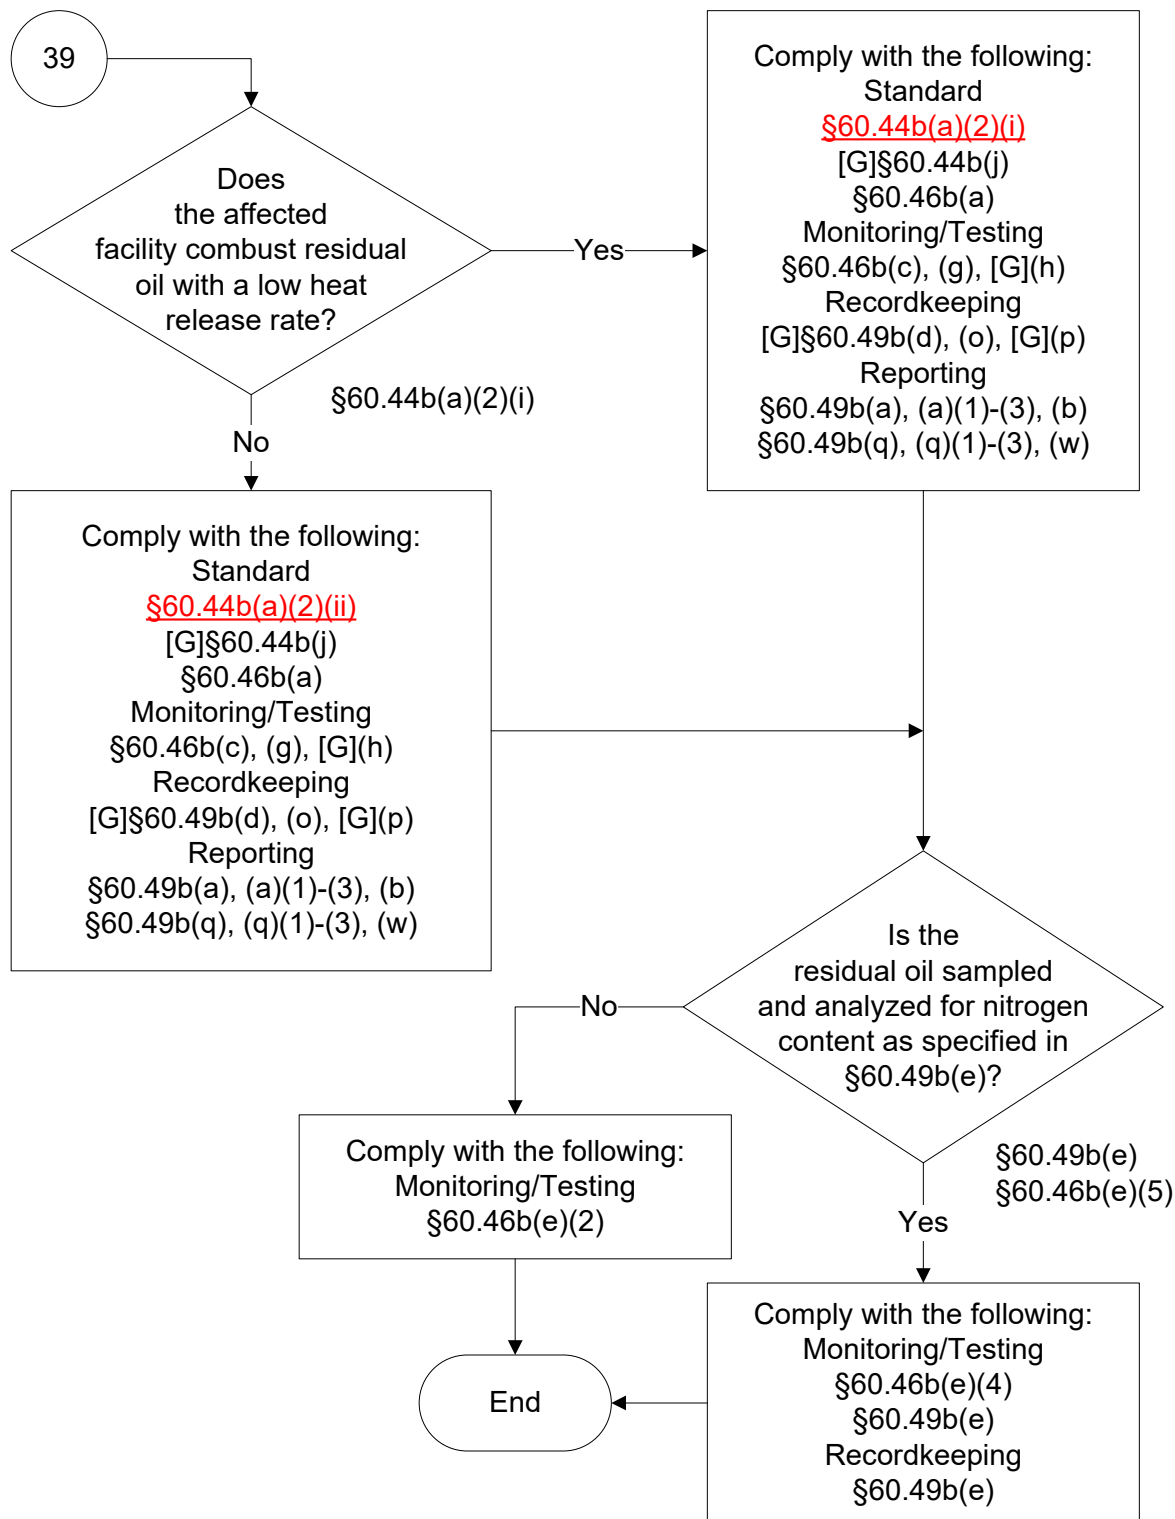 39
Does
the affected
facility combust residual
oil with a low heat
release rate?
§60.44b(a)(2)(i)
Yes
No
Comply with the following:
Standard
§60.44b(a)(2)(i)
[G]§60.44b(j)
§60.46b(a)
Monitoring/Testing
§60.46b(c), (g), [G](h)
Recordkeeping
[G]§60.49b(d), (o), [G](p)
Reporting
§60.49b(a), (a)(1)-(3), (b)
§60.49b(q), (q)(1)-(3), (w)
Comply with the following:
Standard
§60.44b(a)(2)(ii)
[G]§60.44b(j)
§60.46b(a)
Monitoring/Testing
§60.46b(c), (g), [G](h)
Recordkeeping
[G]§60.49b(d), (o), [G](p)
Reporting
§60.49b(a), (a)(1)-(3), (b)
§60.49b(q), (q)(1)-(3), (w)
Is the
residual oil sampled
and analyzed for nitrogen
content as specified in
§60.49b(e)?
§60.49b(e)
§60.46b(e)(5)
No
Yes
Comply with the following:
Monitoring/Testing
§60.46b(e)(2)
Comply with the following:
Monitoring/Testing
§60.46b(e)(4)
§60.49b(e)
Recordkeeping
§60.49b(e)
End